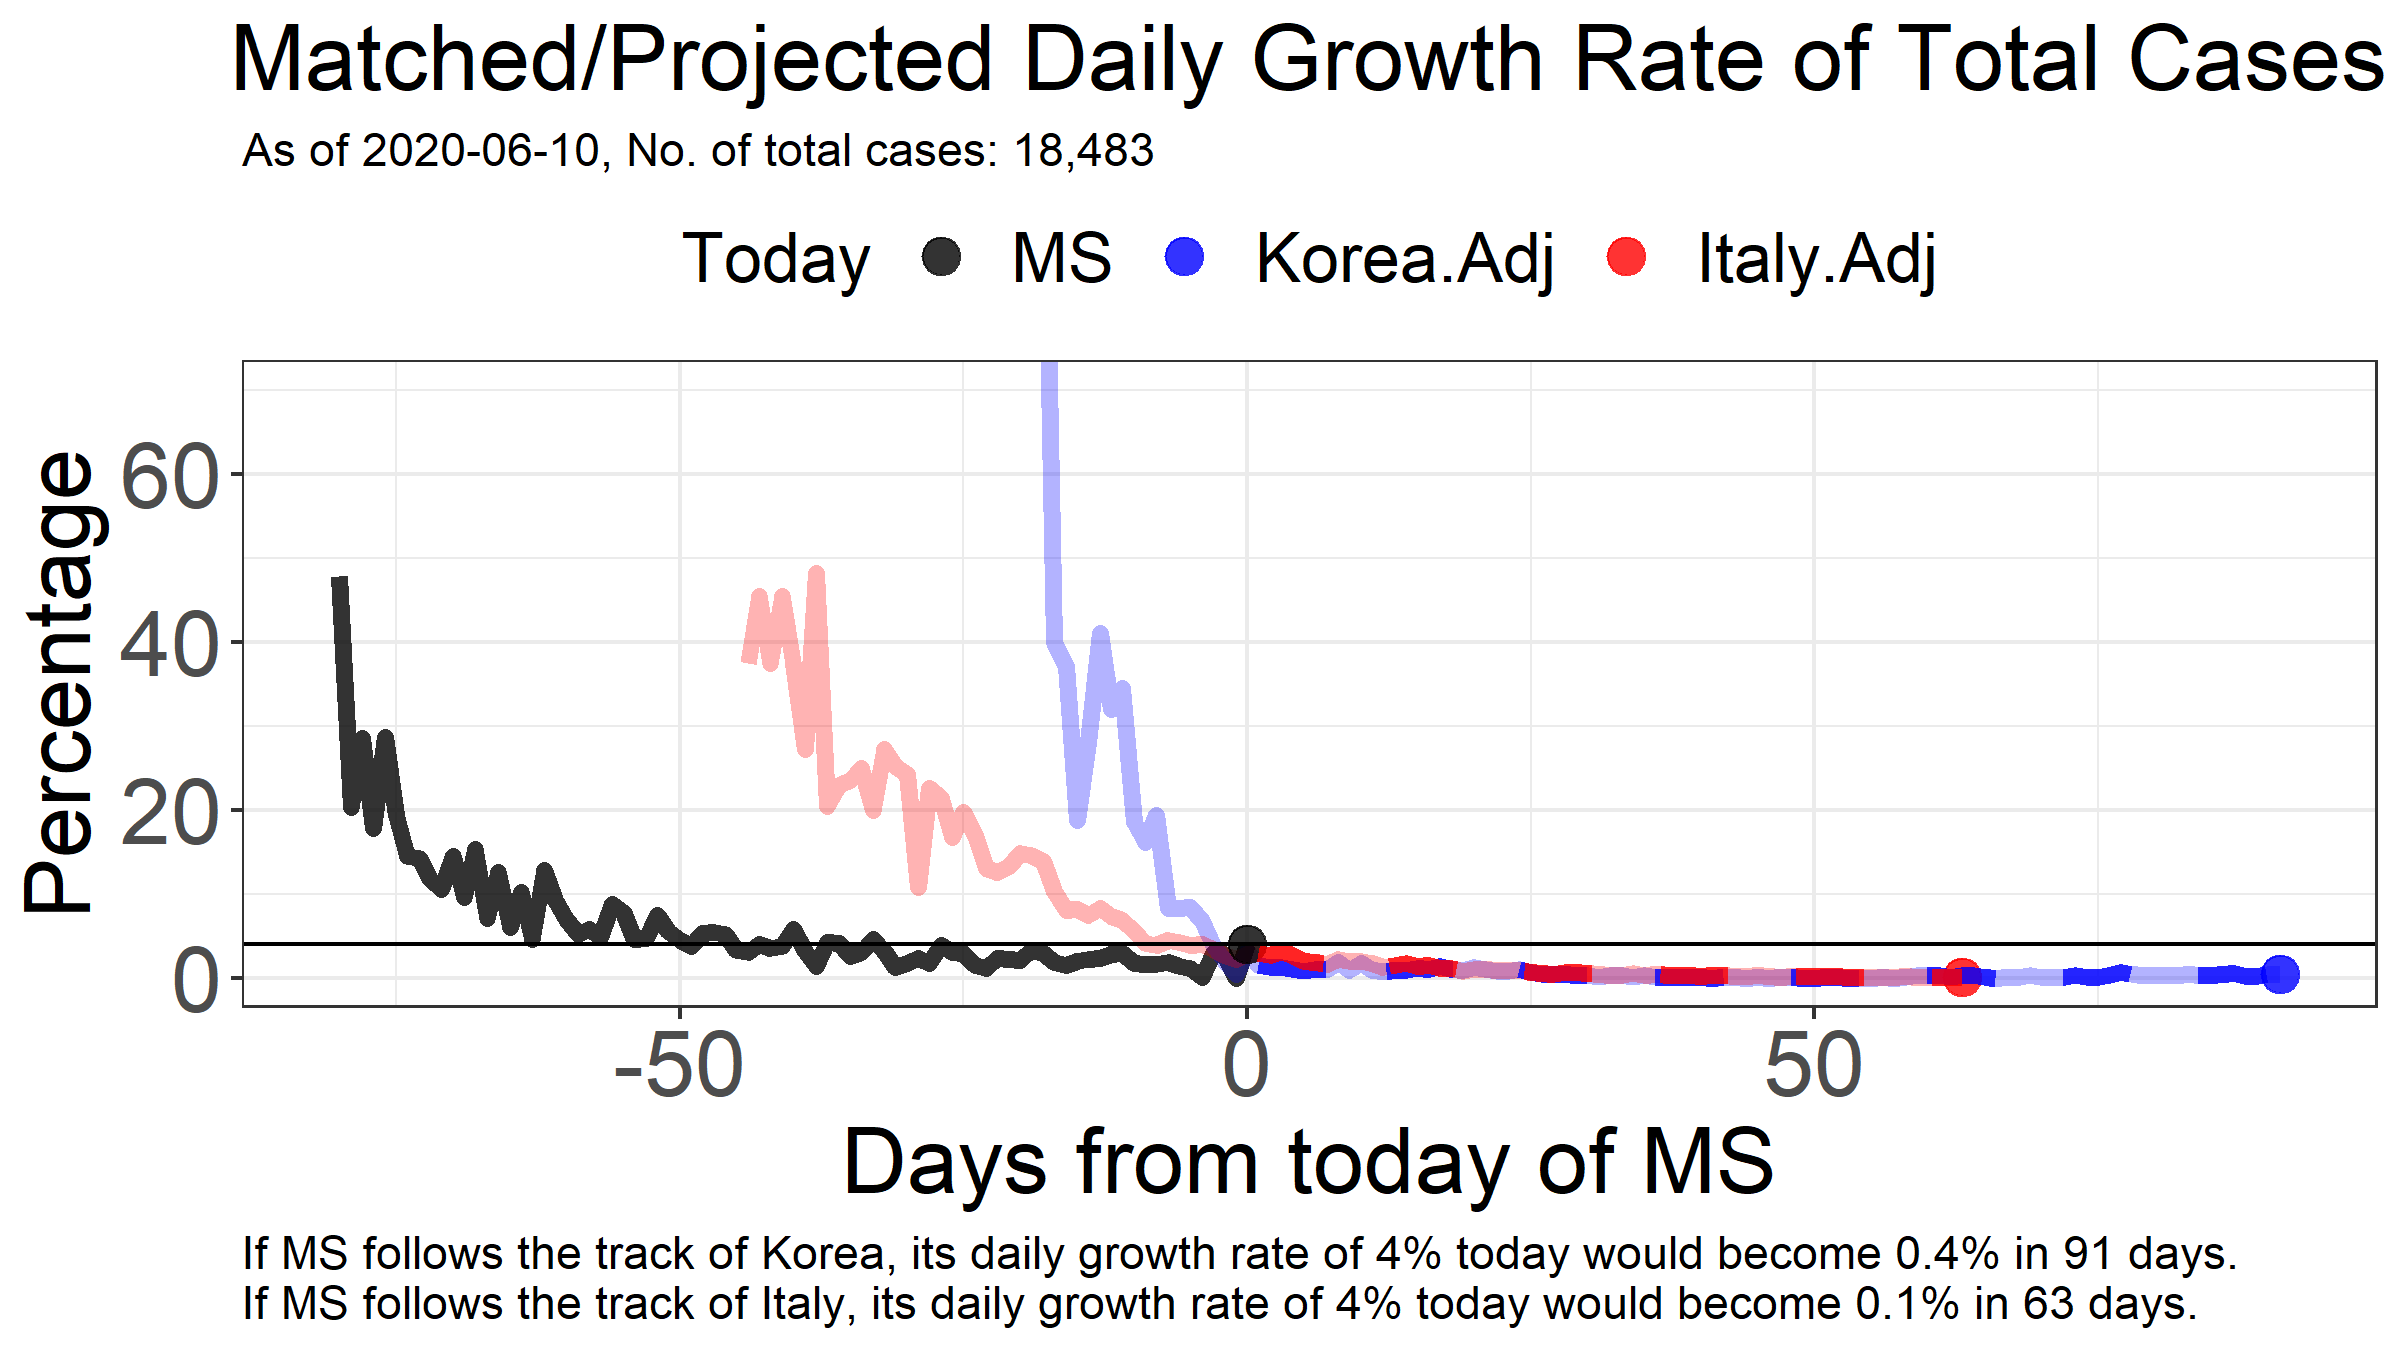 Matched/Projected Daily Growth Rate of Total Cases
As of 2020-06-10, No. of total cases: 18,483
Today MS Korea.Adj Italy.Adj
Percentage
60
40
20
0
-50 0 50
Days from today of MS
If MS follows the track of Korea, its daily growth rate of 4% today would become 0.4% in 91 days.
If MS follows the track of Italy, its daily growth rate of 4% today would become 0.1% in 63 days.